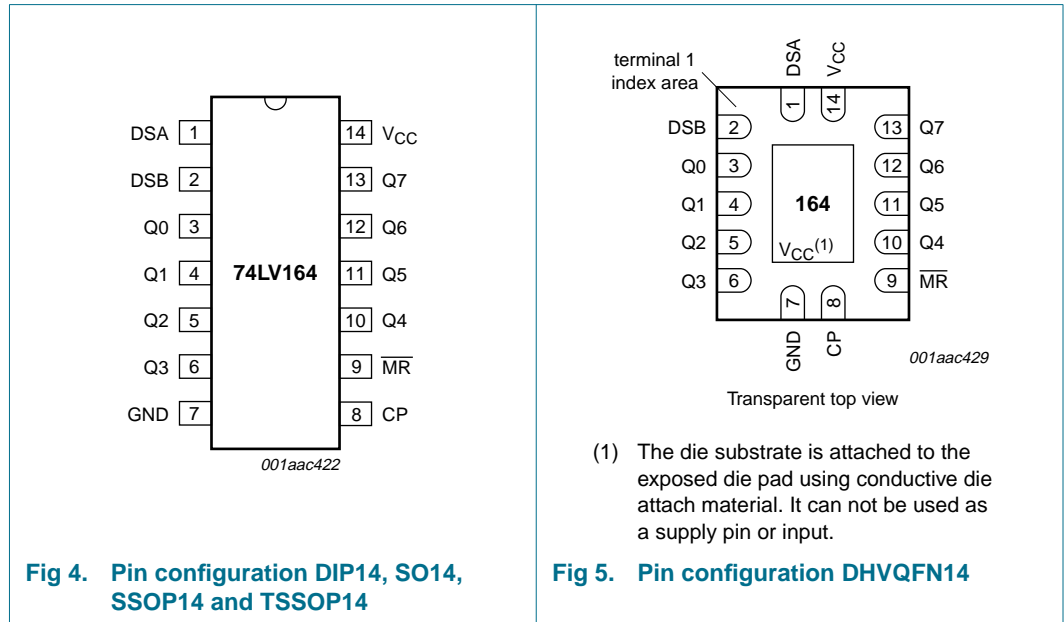 DSA 1 14 VCC
DSB 2 13 Q7
Q0 3 12 Q6
Q1 4 74LV164 11 Q5
Q2 5 10 Q4
Q3 6 9 MR
GND 7 8 CP
001aac422
Fig 4. Pin configuration DIP14, SO14,
SSOP14 and TSSOP14
terminal 1
index area
DSA VCC
1 14
DSB 2 13 Q7
Q0 3 12 Q6
Q1 4 164 11 Q5
Q2 5 VCC(1) 10 Q4
Q3 6 9 MR
7 8
GND CP
001aac429
Transparent top view
(1) The die substrate is attached to the
exposed die pad using conductive die
attach material. It can not be used as
a supply pin or input.
Fig 5. Pin configuration DHVQFN14